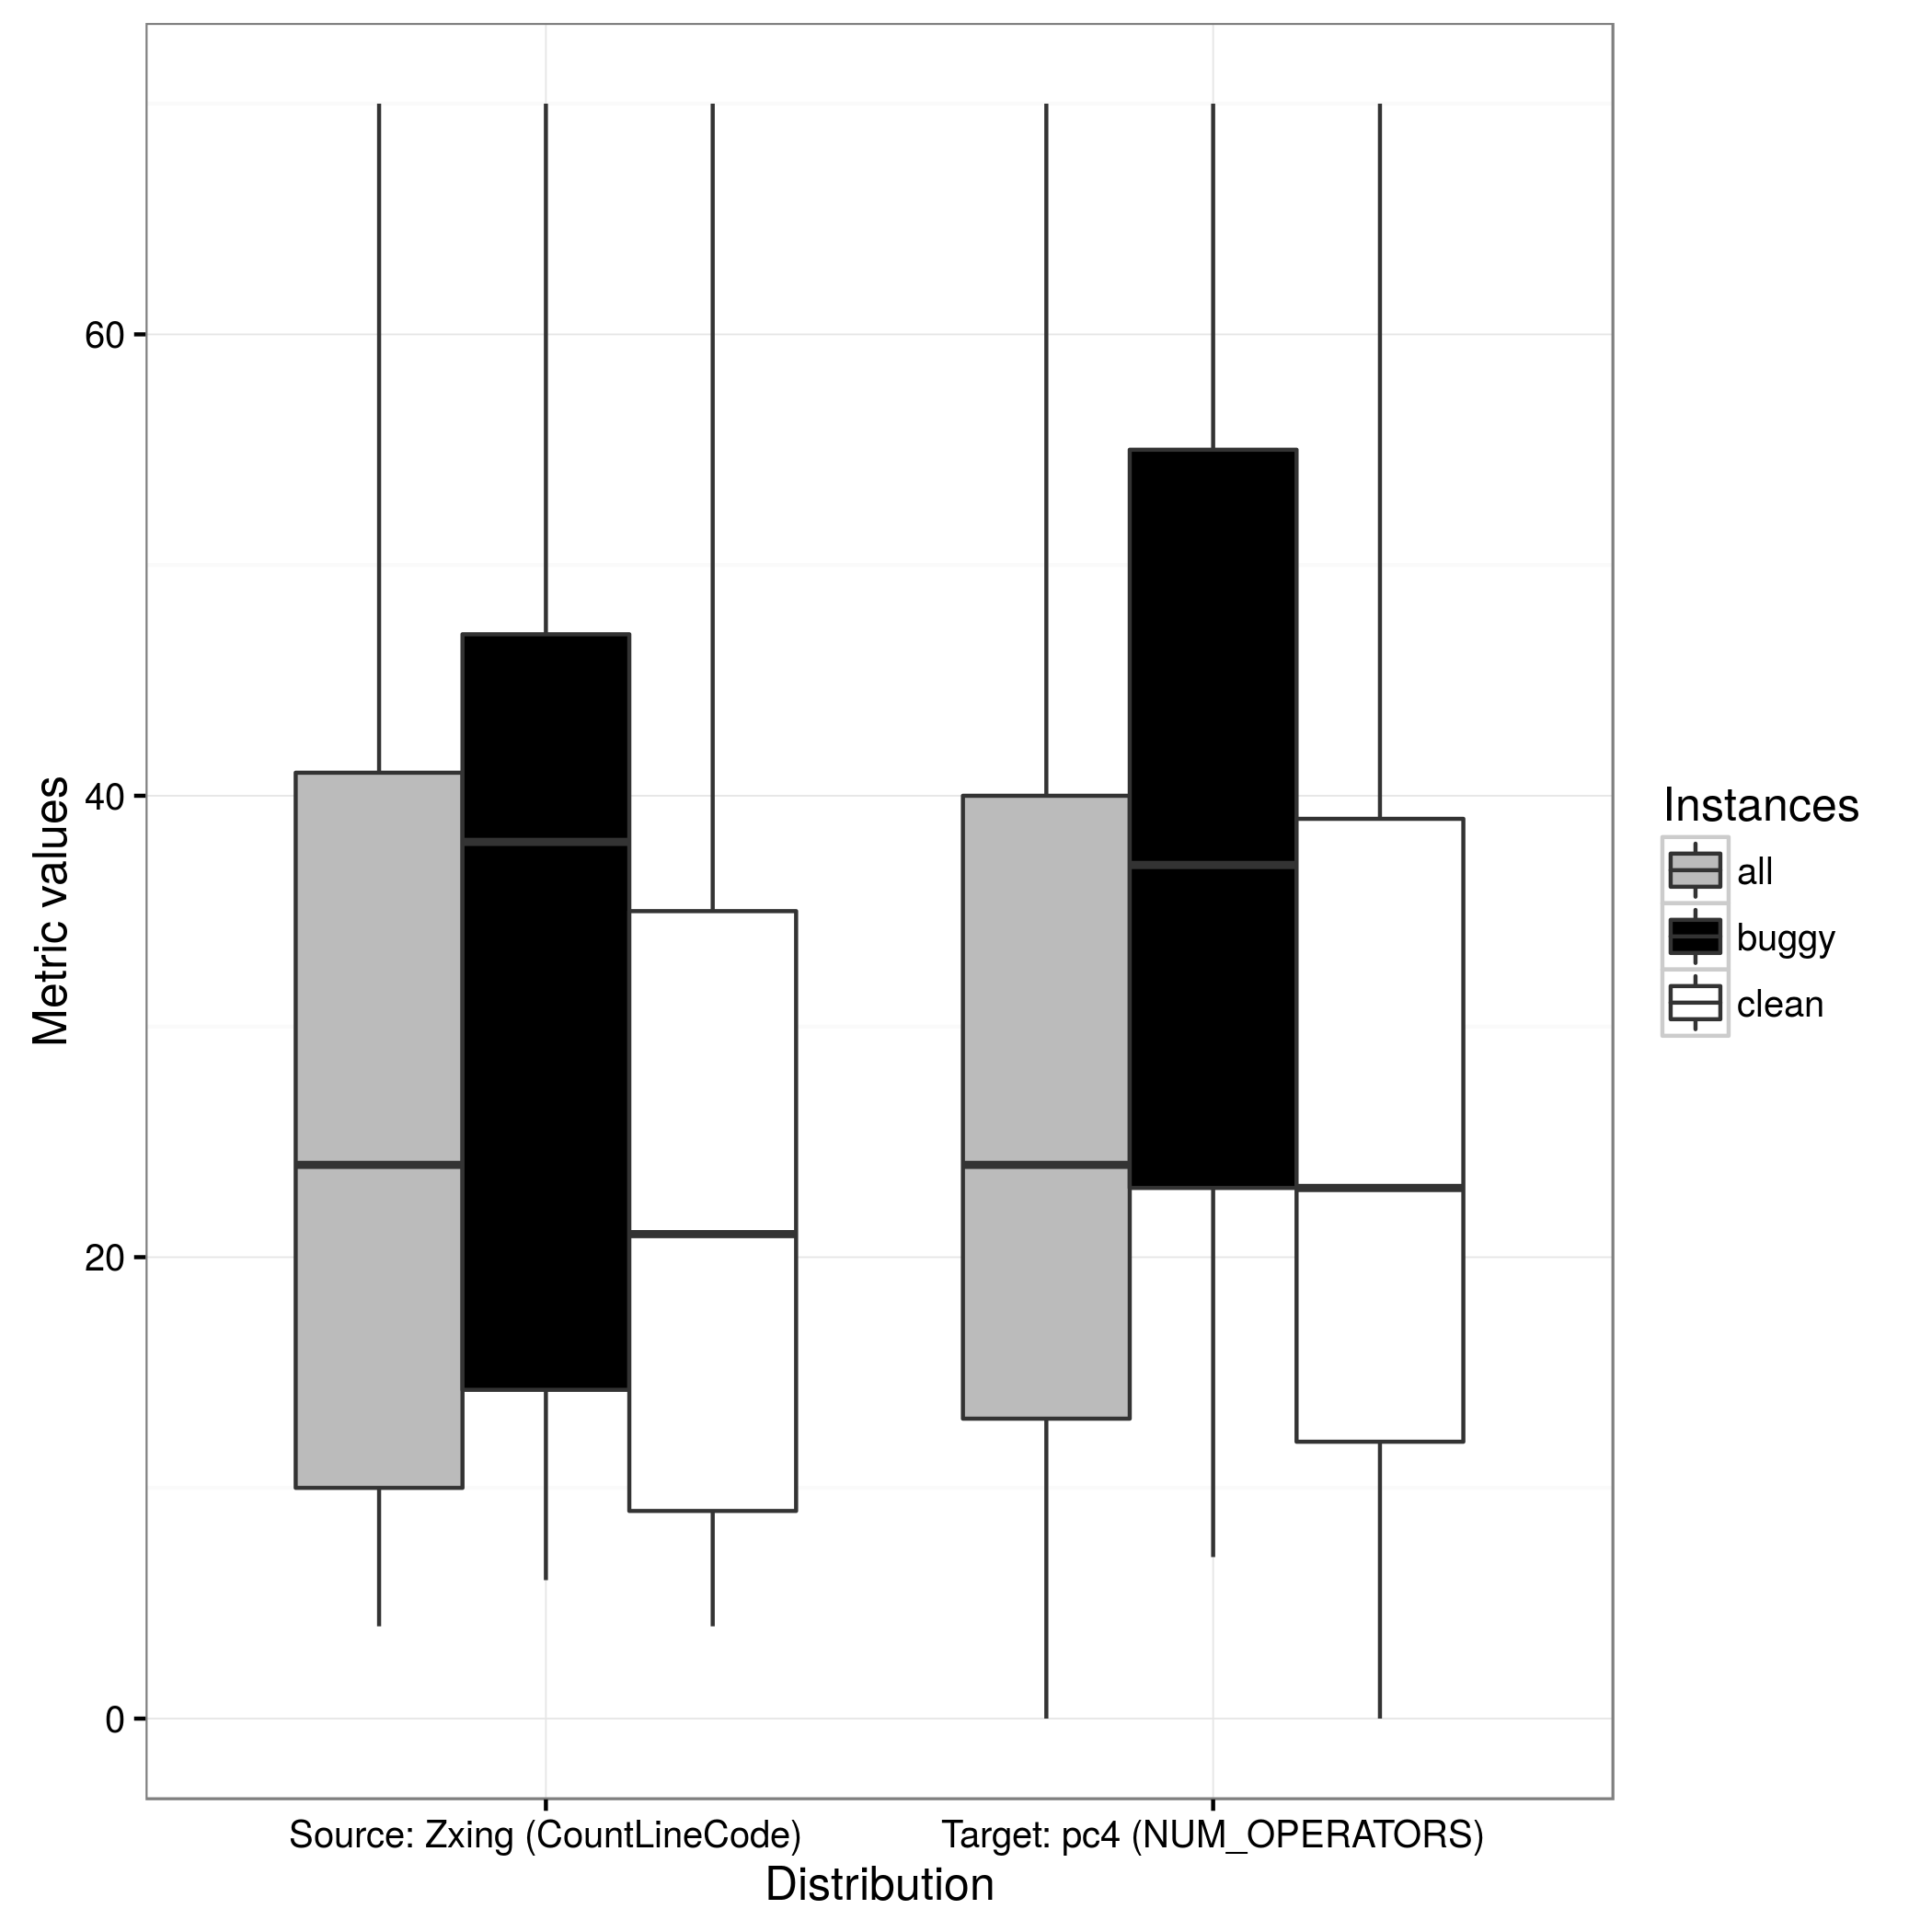 Metric values
60
40
20
0
Source: Zxing (CountLineCode)
Target: pc4 (NUM_OPERATORS)
Distribution
Instances
all
buggy
clean